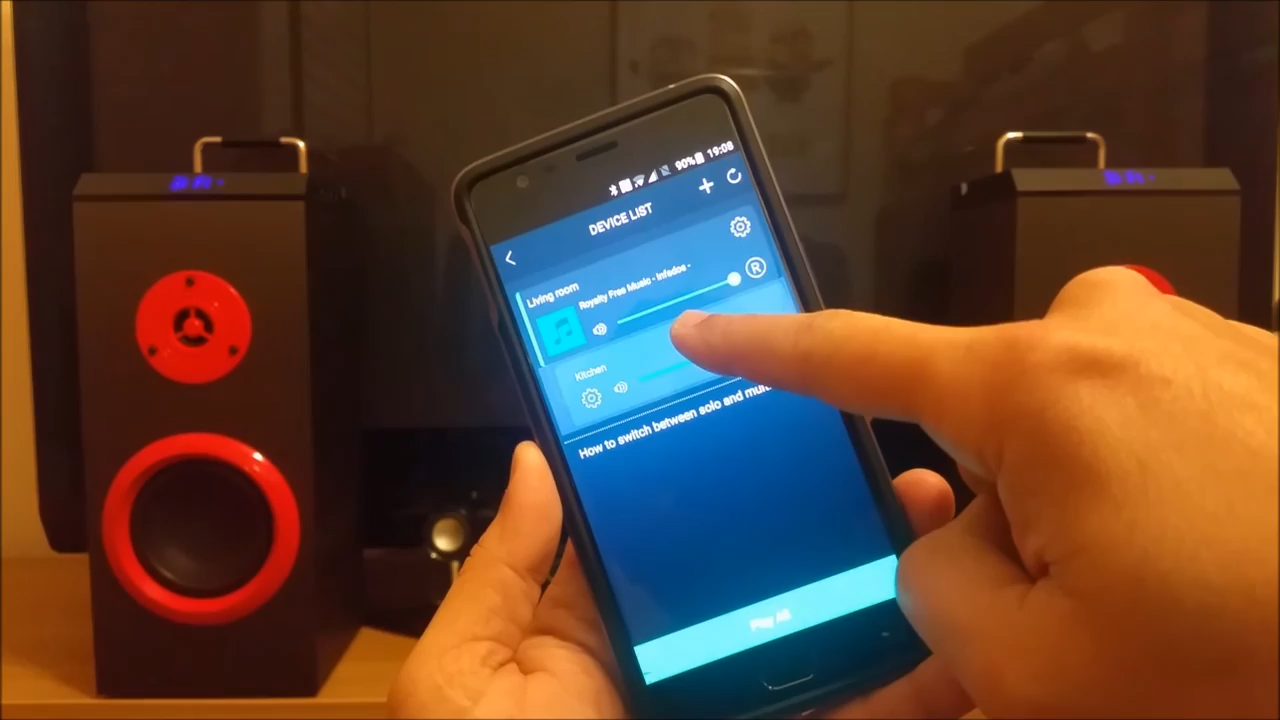 90% 19:08
DEVICE LIST
Living room
R
Royalty Free Music - Infados -
Kitchen
How to switch between solo and
Play All